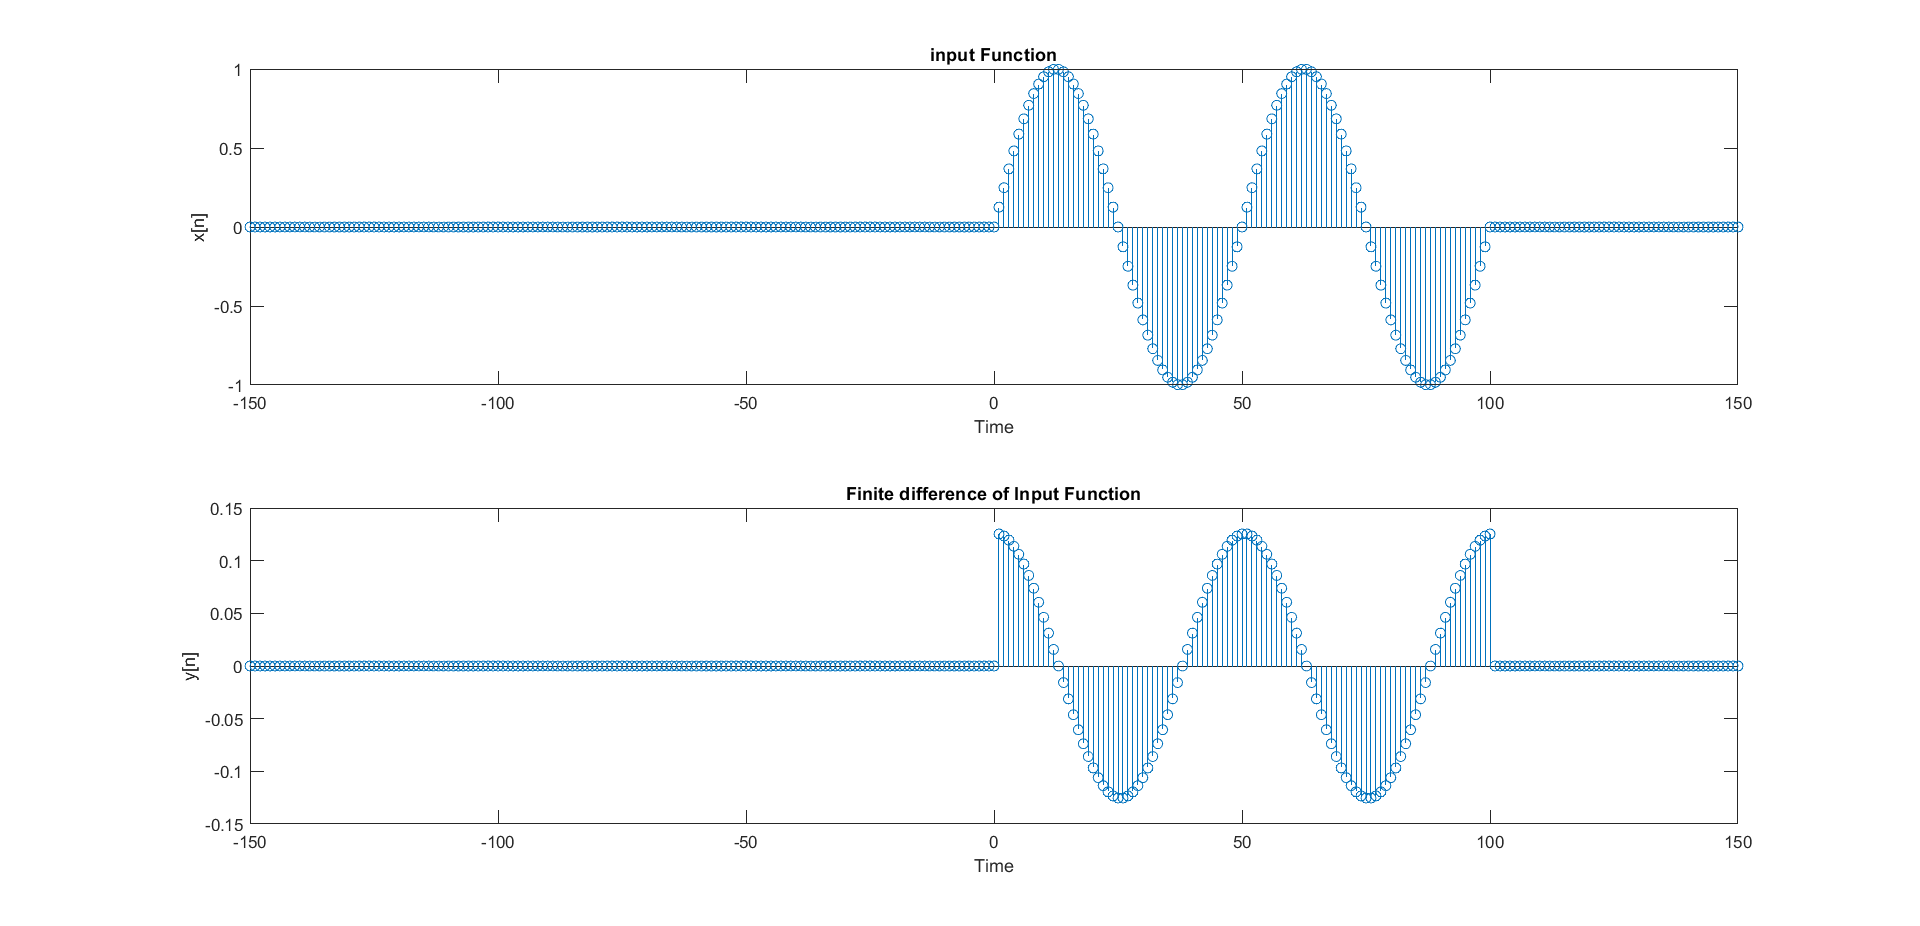 input Function
1
0.5
0
-0.5
-1
x[n]
-150 -100 -50 0 50 100 150
Time
Finite difference of Input Function
0.15
0.1
0.05
0
-0.05
-0.1
-0.15
y[n]
-150 -100 -50 0 50 100 150
Time